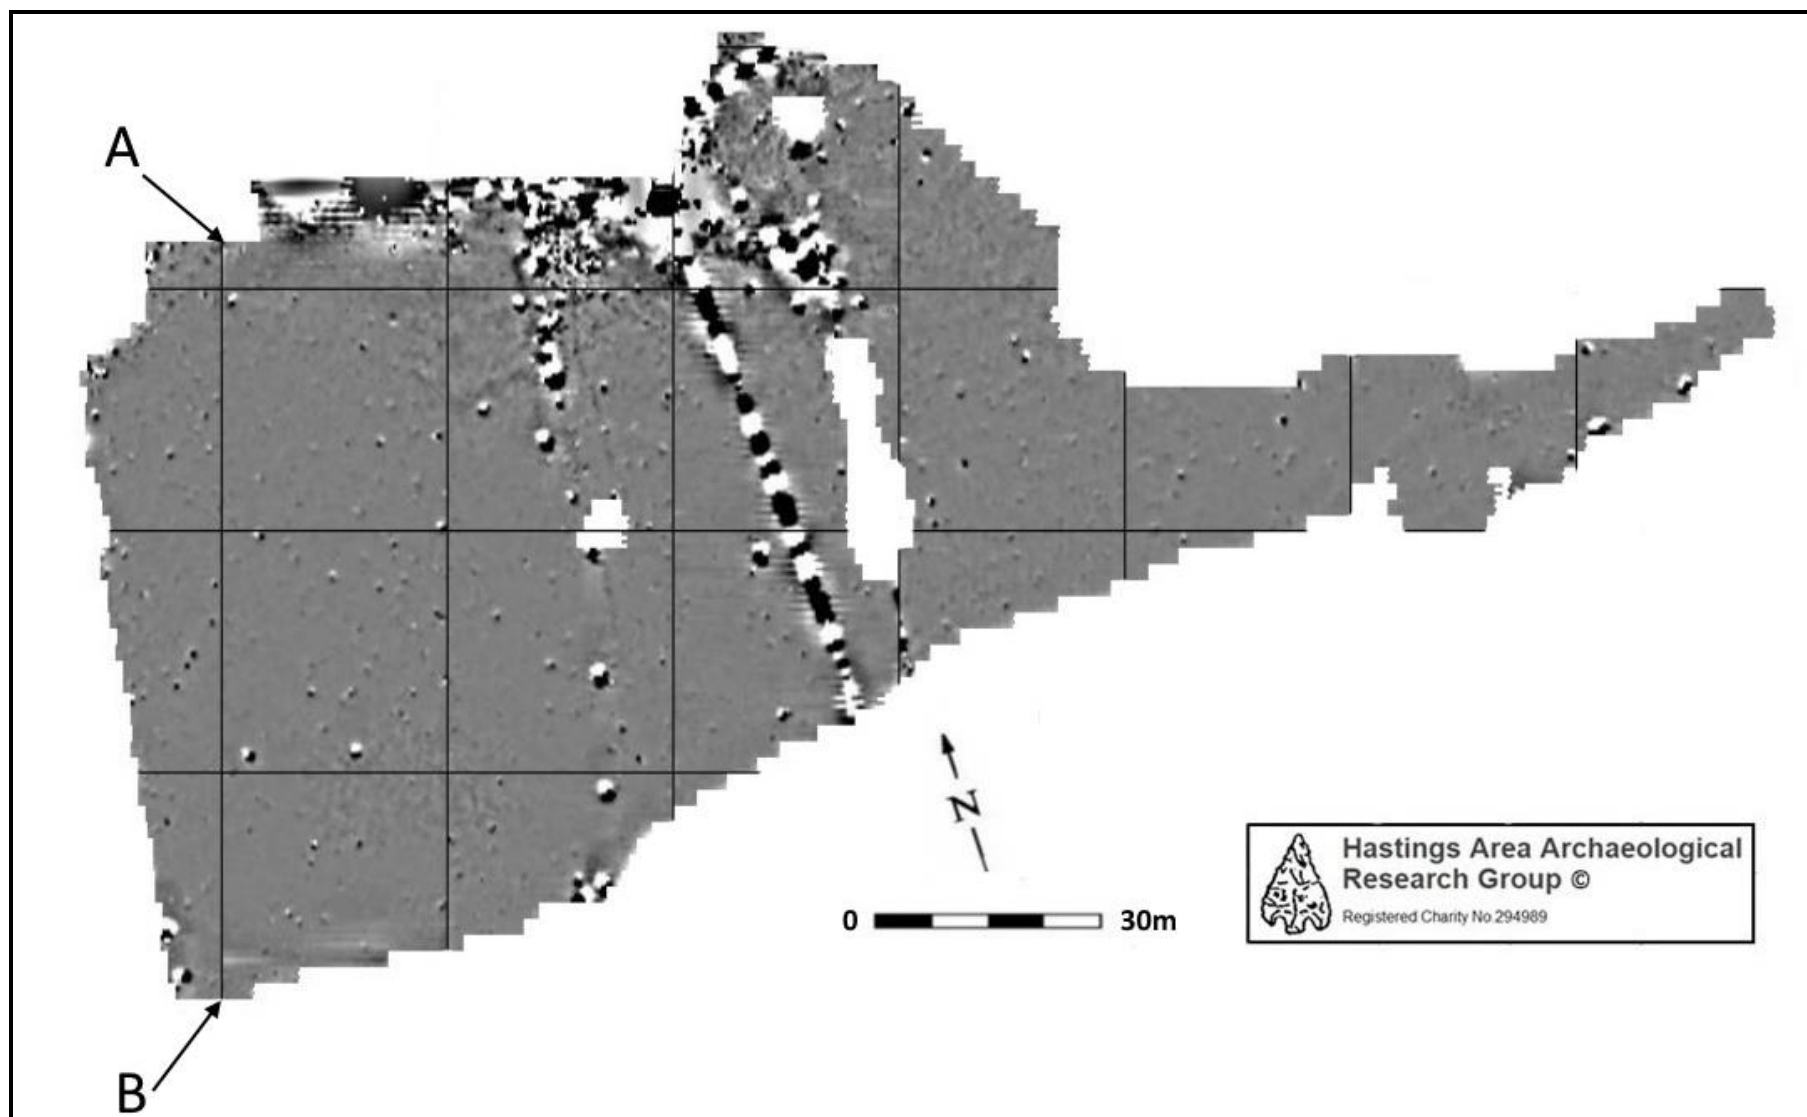 A
B
N
0 30m
Hastings Area Archaeological
Research Group ©
Registered Charity No.294989